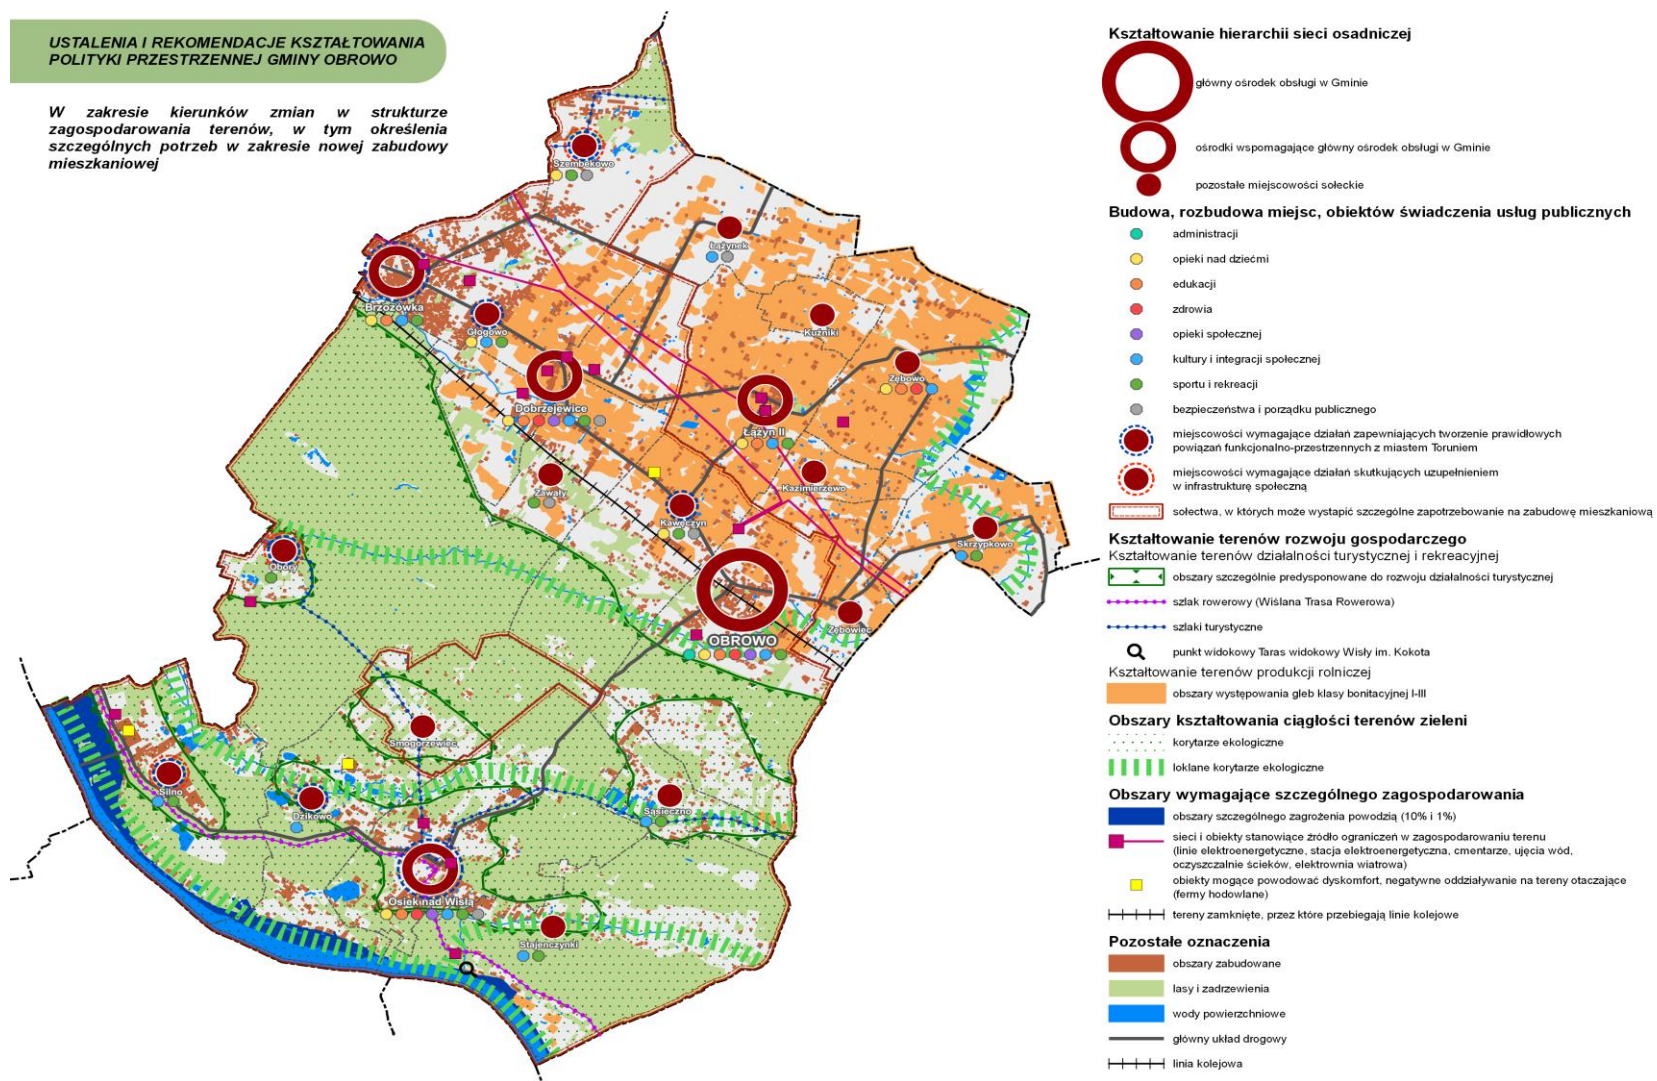 USTALENIA I REKOMENDACJE KSZTAŁTOWANIA
POLITYKI PRZESTRZENNEJ GMINY OBROWO
W zakresie kierunków zmian w strukturze
zagospodarowania terenów, w tym określenia
szczególnych potrzeb w zakresie nowej zabudowy
mieszkaniowej
Szembekowo
Łążynek
Brzozówka
Głogowo
Kuźniki
Zębowo
Dobrzejewice
Łążyn II
Zawały
Kazimierzewo
Kawęczyn
Skrzypkowo
Obory
Zębowiec
OBROWO
Smogorzewiec
Silno
Dzikowo
Sąsieczno
Osiek nad Wisłą
Stajenczynki
Kształtowanie hierarchii sieci osadniczej
główny ośrodek obsługi w Gminie
ośrodki wspomagające główny ośrodek obsługi w Gminie
pozostałe miejscowości sołeckie
Budowa, rozbudowa miejsc, obiektów świadczenia usług publicznych
administracji
opieki nad dziećmi
edukacji
zdrowia
opieki społecznej
kultury i integracji społecznej
sportu i rekreacji
bezpieczeństwa i porządku publicznego
miejscowości wymagające działań zapewniających tworzenie prawidłowych
powiązań funkcjonalno-przestrzennych z miastem Toruniem
miejscowości wymagające działań skutkujących uzupełnieniem
w infrastrukturę społeczną
sołectwa, w których może wystąpić szczególne zapotrzebowanie na zabudowę mieszkaniową
Kształtowanie terenów rozwoju gospodarczego
Kształtowanie terenów działalności turystycznej i rekreacyjnej
obszary szczególnie predysponowane do rozwoju działalności turystycznej
szlak rowerowy (Wiślana Trasa Rowerowa)
szlaki turystyczne
punkt widokowy Taras widokowy Wisły im. Kokota
Kształtowanie terenów produkcji rolniczej
obszary występowania gleb klasy bonitacyjnej I-III
Obszary kształtowania ciągłości terenów zieleni
korytarze ekologiczne
loklane korytarze ekologiczne
Obszary wymagające szczególnego zagospodarowania
obszary szczególnego zagrożenia powodzią (10% i 1%)
sieci i obiekty stanowiące źródło ograniczeń w zagospodarowaniu terenu
(linie elektroenergetyczne, stacja elektroenergetyczna, cmentarze, ujęcia wód,
oczyszczalnie ścieków, elektrownia wiatrowa)
obiekty mogące powodować dyskomfort, negatywne oddziaływanie na tereny otaczające
(fermy hodowlane)
tereny zamknięte, przez które przebiegają linie kolejowe
Pozostałe oznaczenia
obszary zabudowane
lasy i zadrzewienia
wody powierzchniowe
główny układ drogowy
linia kolejowa